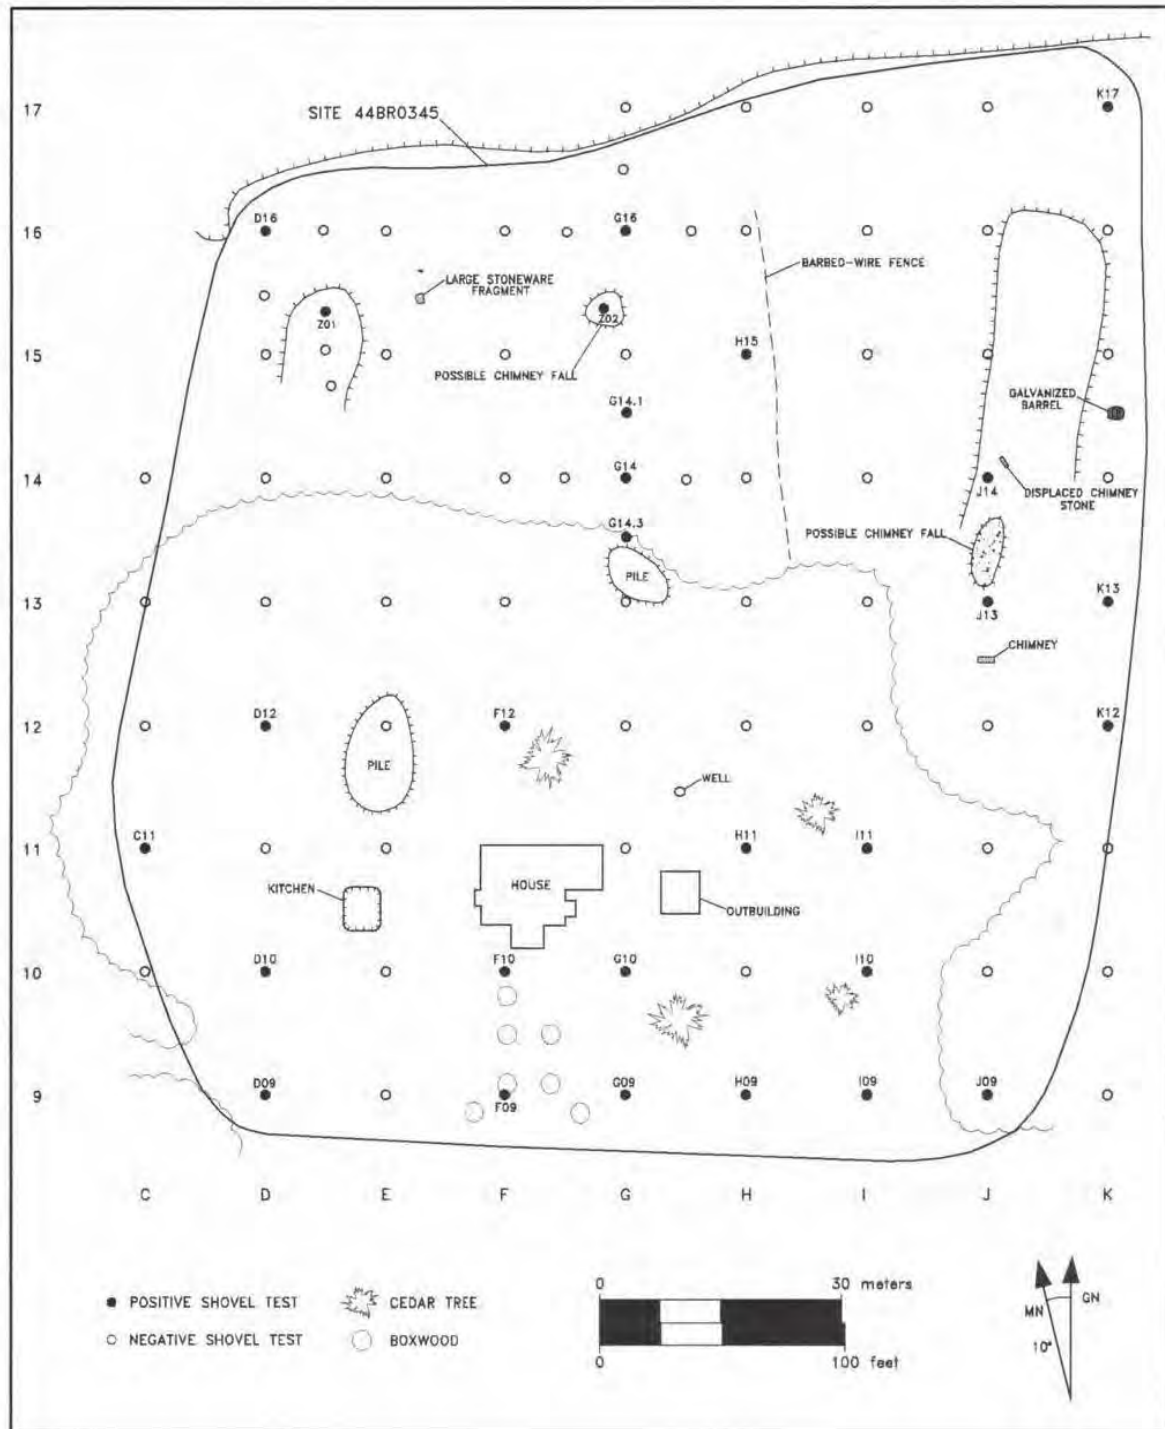 17
K17
SITE 44BR0345
16
D16
G16
BARBED-WIRE FENCE
LARGE STONEWARE
FRAGMENT
Z01
Z02
15
H15
POSSIBLE CHIMNEY FALL
GALVANIZED
BARREL
G14.1
14
G14
J14
DISPLACED CHIMNEY
STONE
G14.3
POSSIBLE CHIMNEY FALL
PILE
13
K13
J13
CHIMNEY
12
D12
F12
K12
PILE
WELL
11
C11
H11
I11
KITCHEN
HOUSE
OUTBUILDING
10
D10
F10
G10
I10
9
D09
F09
G09
H09
I09
J09
C D E F G H I J K
0 30 meters
POSITIVE SHOVEL TEST
CEDAR TREE
MN GN
NEGATIVE SHOVEL TEST
BOXWOOD
10°
0 100 feet